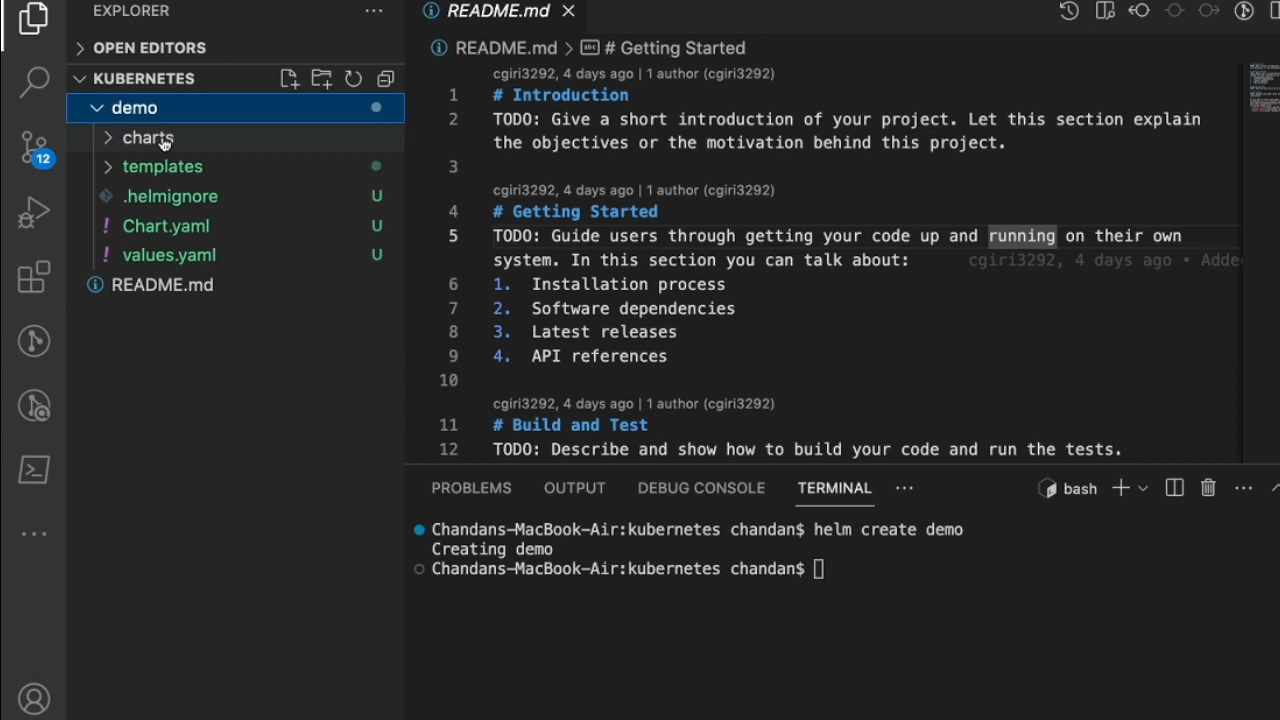 EXPLORER
OPEN EDITORS
KUBERNETES
demo
charts
templates
.helmignore U
Chart.yaml U
values.yaml U
README.md
12
README.md
README.md > # Getting Started
cgiri3292, 4 days ago | 1 author (cgiri3292)
1 # Introduction
2 TODO: Give a short introduction of your project. Let this section explain
the objectives or the motivation behind this project.
3
cgiri3292, 4 days ago | 1 author (cgiri3292)
4 # Getting Started
5 TODO: Guide users through getting your code up and running on their own
system. In this section you can talk about: cgiri3292, 4 days ago • Adde
6 1. Installation process
7 2. Software dependencies
8 3. Latest releases
9 4. API references
10
cgiri3292, 4 days ago | 1 author (cgiri3292)
11 # Build and Test
12 TODO: Describe and show how to build your code and run the tests.
PROBLEMS OUTPUT DEBUG CONSOLE TERMINAL bash
Chandans-MacBook-Air:kubernetes chandan$ helm create demo
Creating demo
Chandans-MacBook-Air:kubernetes chandan$